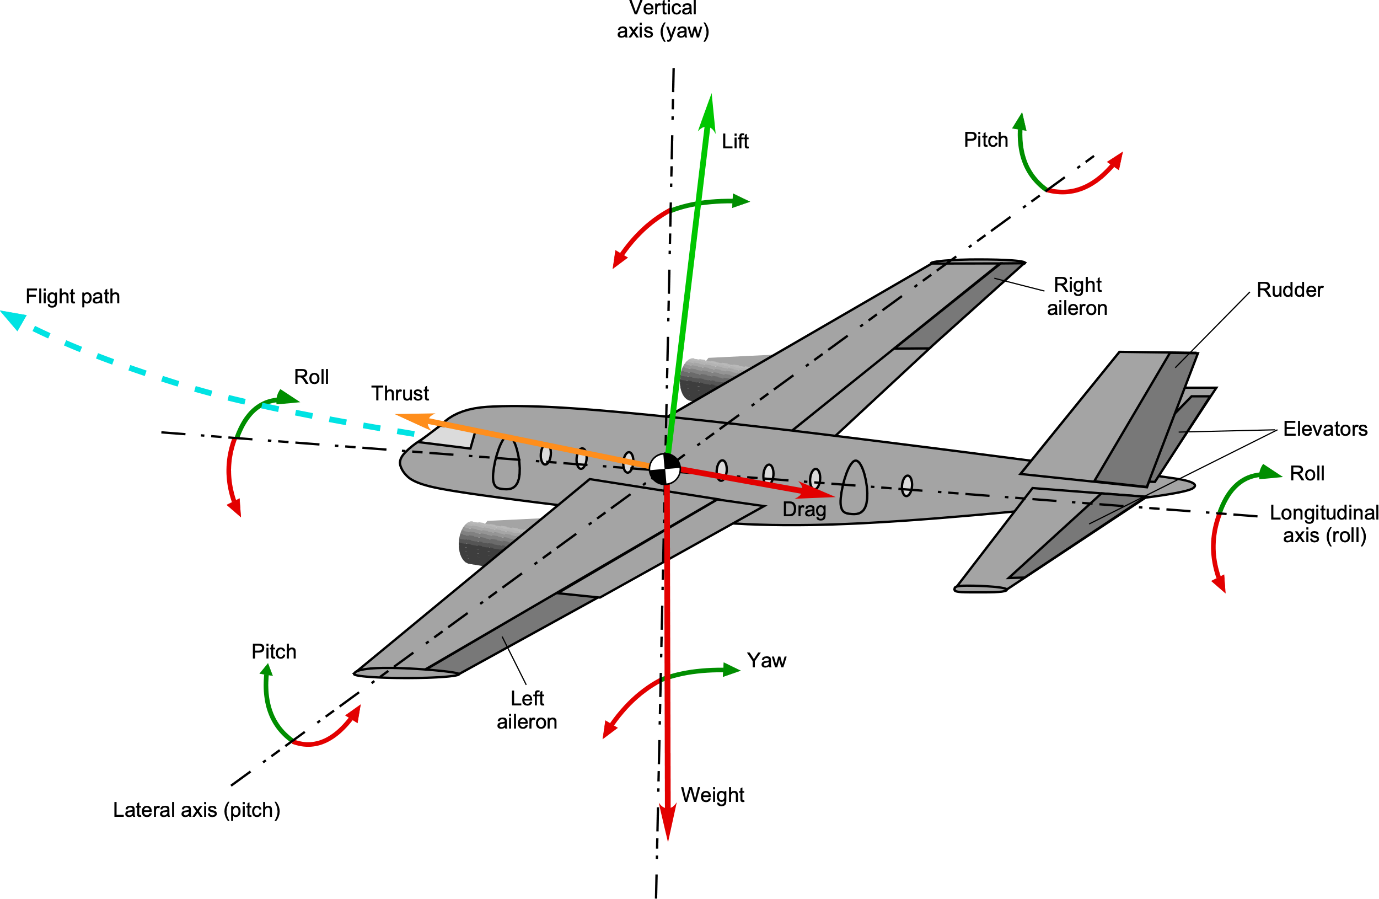 Vertical
axis (yaw)
Lift
Pitch
Right
aileron
Rudder
Flight path
Roll
Thrust
Elevators
Roll
Drag
Longitudinal
axis (roll)
Pitch
Yaw
Left
aileron
Weight
Lateral axis (pitch)